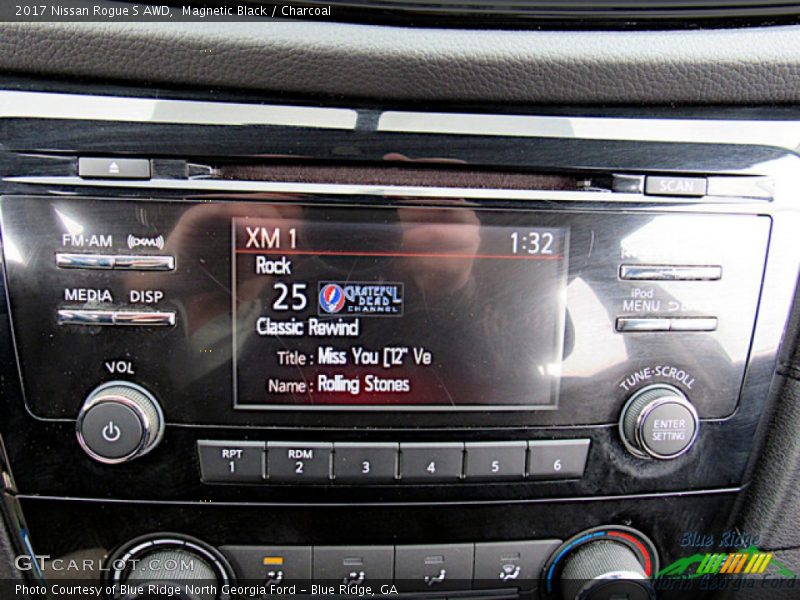 2017 Nissan Rogue S AWD,  Magnetic Black / Charcoal
SCAN
FM·AM
(XM)
XM 1
1:32
Rock
MEDIA
DISP
25
GRATEFUL
DEAD
CHANNEL
iPod
MENU
Classic Rewind
Title : Miss You [12" Ve
Name : Rolling Stones
VOL
TUNE·SCROLL
ENTER
SETTING
RPT
1
RDM
2
3
4
5
6
Blue Ridge
North Georgia Ford
GTCARLOT.COM
Photo Courtesy of Blue Ridge North Georgia Ford – Blue Ridge, GA